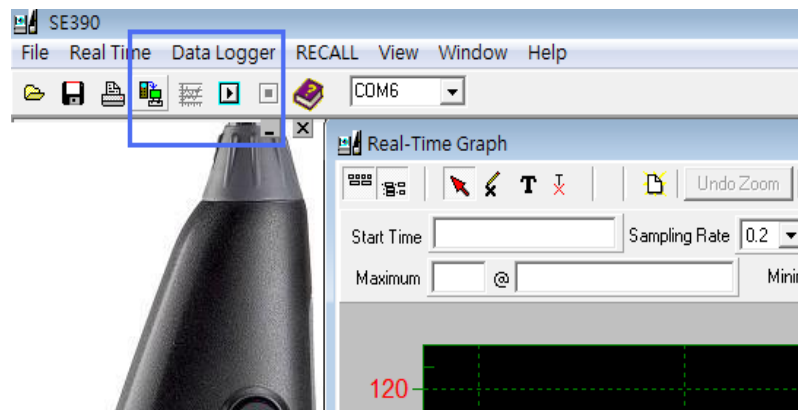 SE390
File Real Time Data Logger RECALL View Window Help
COM6
Real-Time Graph
T T Undo Zoom
Start Time Sampling Rate 0.2
Maximum @
120